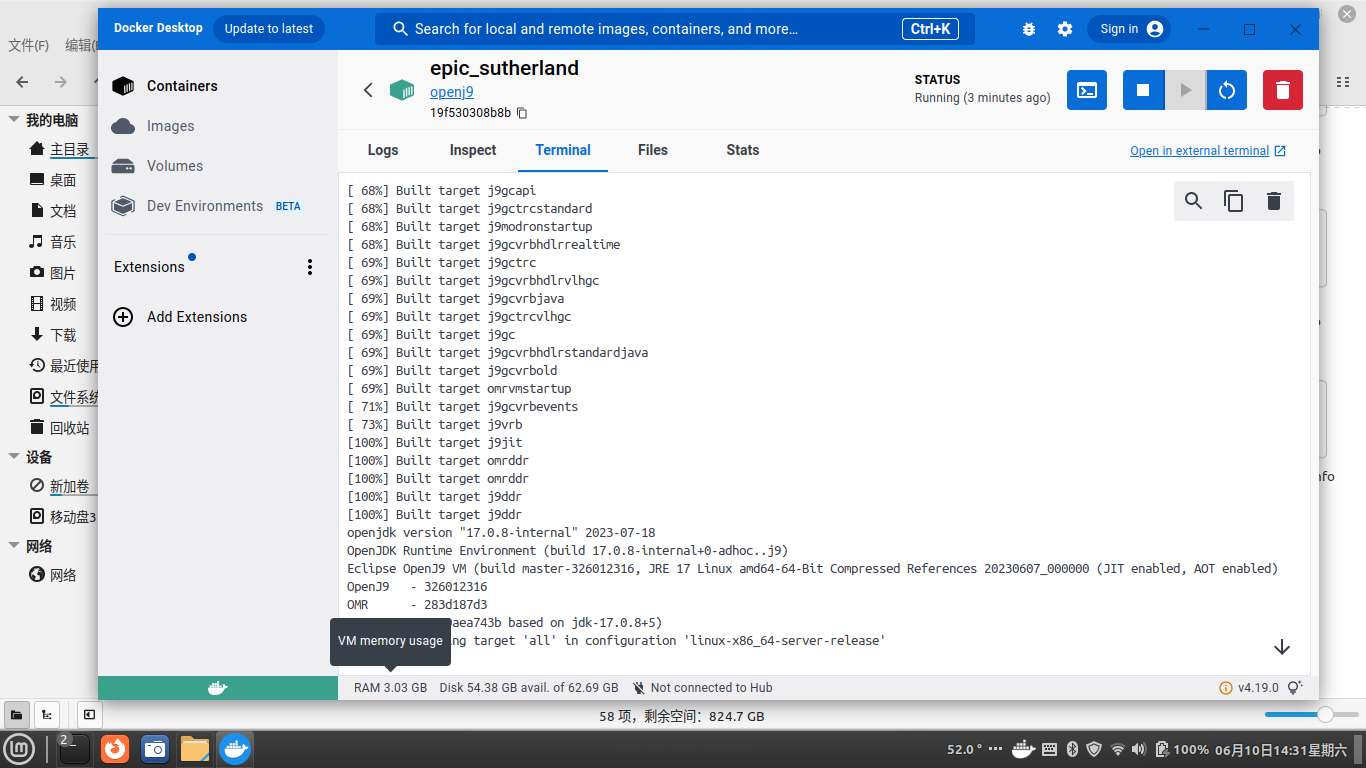 Docker Desktop
Update to latest
Search for local and remote images, containers, and more...
Ctrl+K
Sign in
文件(F)
编辑(E
我的电脑
主目录
桌面
文档
音乐
图片
视频
下载
最近使用
文件系统
回收站
设备
新加卷
移动盘3
网络
网络
Containers
Images
Volumes
Dev Environments BETA
Extensions
Add Extensions
epic_sutherland
openj9
19f530308b8b
STATUS
Running (3 minutes ago)
Logs
Inspect
Terminal
Files
Stats
Open in external terminal
[ 68%] Built target j9gcapi
[ 68%] Built target j9gctrcstandard
[ 68%] Built target j9modronstartup
[ 68%] Built target j9gcvrbhdlrrealtime
[ 69%] Built target j9gctrc
[ 69%] Built target j9gcvrbhdlrvlhgc
[ 69%] Built target j9gcvrbjava
[ 69%] Built target j9gctrcvlhgc
[ 69%] Built target j9gc
[ 69%] Built target j9gcvrbhdlrstandardjava
[ 69%] Built target j9gcvrbold
[ 69%] Built target omrvmstartup
[ 71%] Built target j9gcvrbevents
[ 73%] Built target j9vrb
[100%] Built target j9jit
[100%] Built target omrddr
[100%] Built target omrddr
[100%] Built target j9ddr
[100%] Built target j9ddr
openjdk version "17.0.8-internal" 2023-07-18
OpenJDK Runtime Environment (build 17.0.8-internal+0-adhoc..j9)
Eclipse OpenJ9 VM (build master-326012316, JRE 17 Linux amd64-64-Bit Compressed References 20230607_000000 (JIT enabled, AOT enabled)
OpenJ9   - 326012316
OMR      - 283d187d3
aea743b based on jdk-17.0.8+5)
ng target 'all' in configuration 'linux-x86_64-server-release'
VM memory usage
nfo
RAM 3.03 GB
Disk 54.38 GB avail. of 62.69 GB
Not connected to Hub
v4.19.0
58 项，剩余空间：824.7 GB
2
52.0 °
100%
06月10日14:31星期六